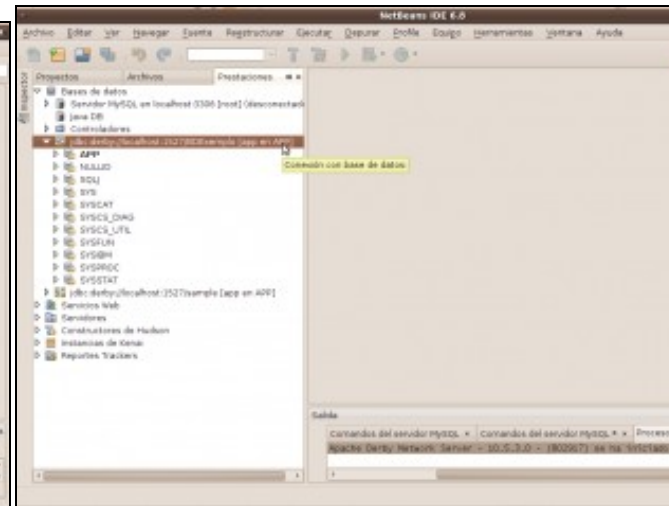 NetBeans IDE 6.8
Archivo Editar Ver Navegar Fuente Reestructurar Ejecutar Depurar Profile Equipo Herramientas Ventana Ayuda
Proyectos Archivos Prestaciones
Inspector
Bases de datos
Servidor MySQL en localhost:3306 [root] (desconectado
Java DB
Controladores
jdbc:derby://localhost:1527/ [app en APP]
APP
Conexión con base de datos
NULLID
SQLJ
SYS
SYSCAT
SYSCS_DIAG
SYSCS_UTIL
SYSFUN
SYSIBM
SYSPROC
SYSSTAT
jdbc:derby://localhost:1527/sample [app en APP]
Servicios Web
Servidores
Constructores de Hudson
Instancias de Kenai
Reportes Trackers
Salida
Comandos del servidor MySQL Comandos del servidor MySQL Proceso
Apache Derby Network Server - 10.5.3.0 - (802917) se ha iniciado